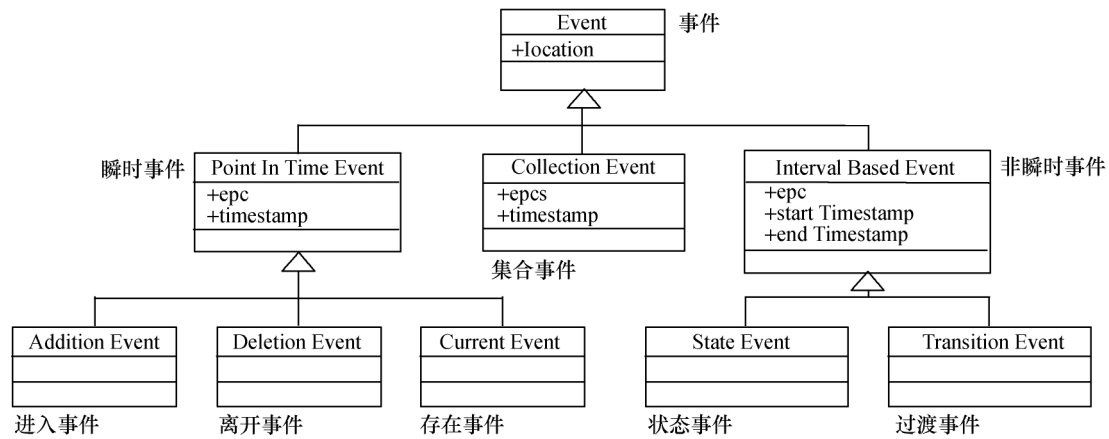 Event
事件
+location
瞬时事件
Point In Time Event
+epc
+timestamp
Collection Event
+epcs
+timestamp
集合事件
Interval Based Event
非瞬时事件
+epc
+start Timestamp
+end Timestamp
Addition Event
Deletion Event
Current Event
State Event
Transition Event
进入事件
离开事件
存在事件
状态事件
过渡事件